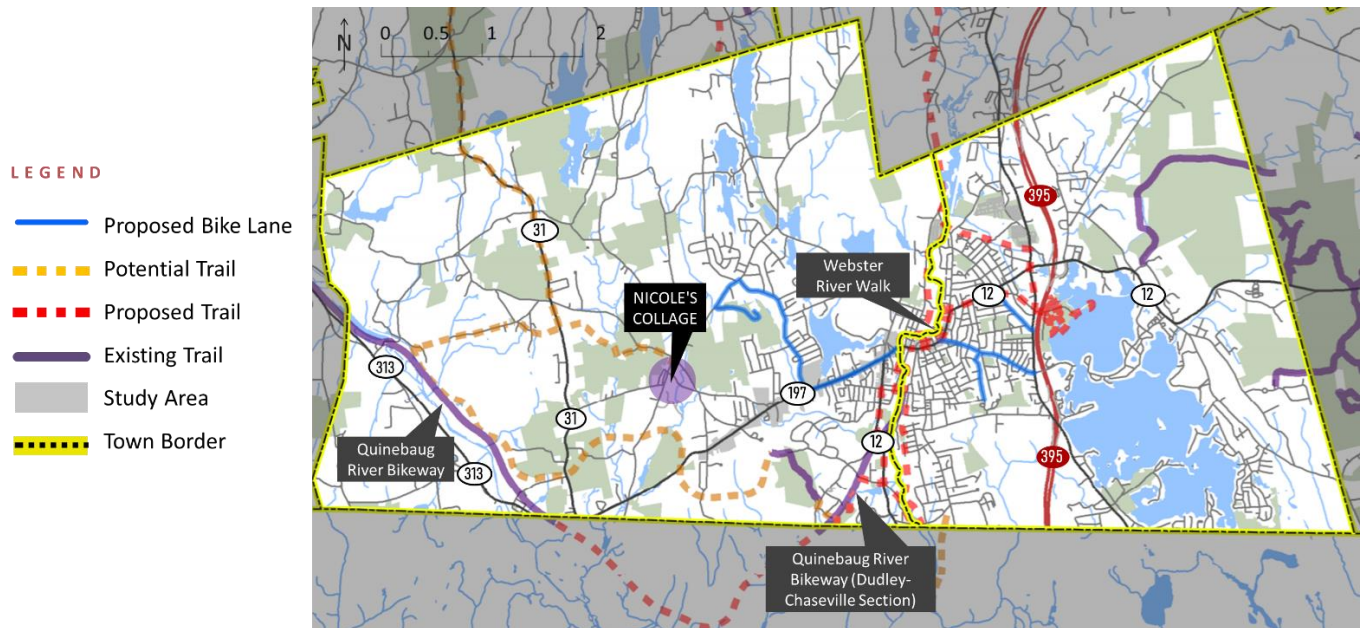 LEGEND
Proposed Bike Lane
Potential Trail
Proposed Trail
Existing Trail
Study Area
Town Border
N
0 0.5 1 2
31
395
NICOLE'S
COLLAGE
Webster
River Walk
12
12
313
197
31
Quinebaug
River Bikeway
12
395
313
Quinebaug River
Bikeway (Dudley-
Chaseville Section)